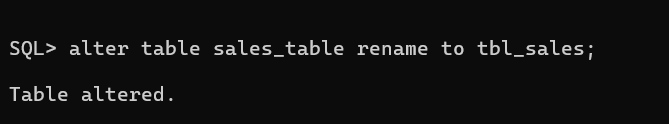 SQL> alter table sales_table rename to tbl_sales;
Table altered.